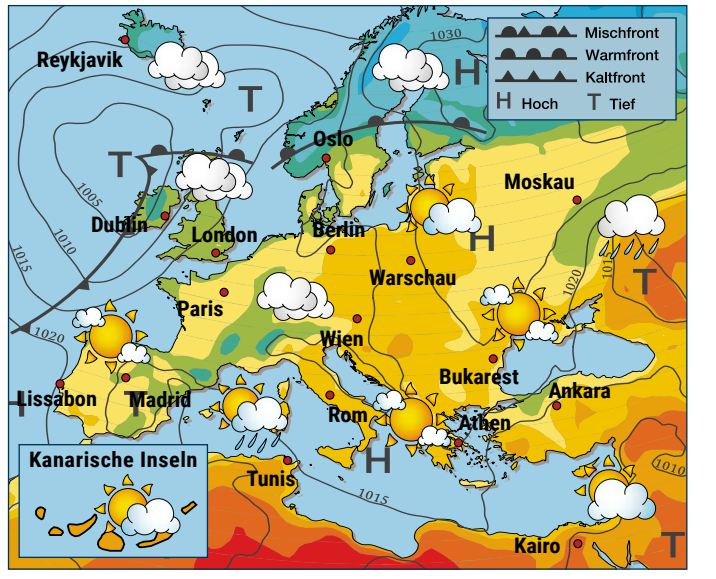 1030
Mischfront
Warmfront
Kaltfront
H Hoch T Tief
Reykjavik
H
T
Oslo
T
Moskau
1005
Dublin
London
Berlin
H
1010
1015
Warschau
1020
101
T
Paris
1020
Wien
Bukarest
Lissabon
T
Madrid
Ankara
Rom
Athen
H
H
Kanarische Inseln
Tunis
1010
1015
Kairo
T